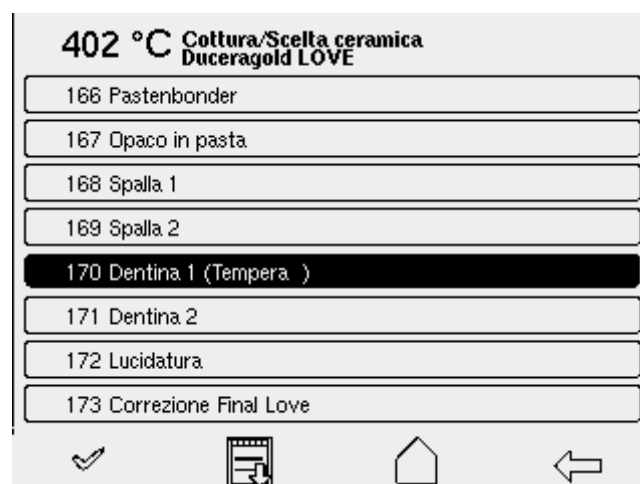 402 °C Cottura/Scelta ceramica
Duceragold LOVE
166 Pastenbonder
167 Opaco in pasta
168 Spalla 1
169 Spalla 2
170 Dentina 1 (Tempera )
171 Dentina 2
172 Lucidatura
173 Correzione Final Love